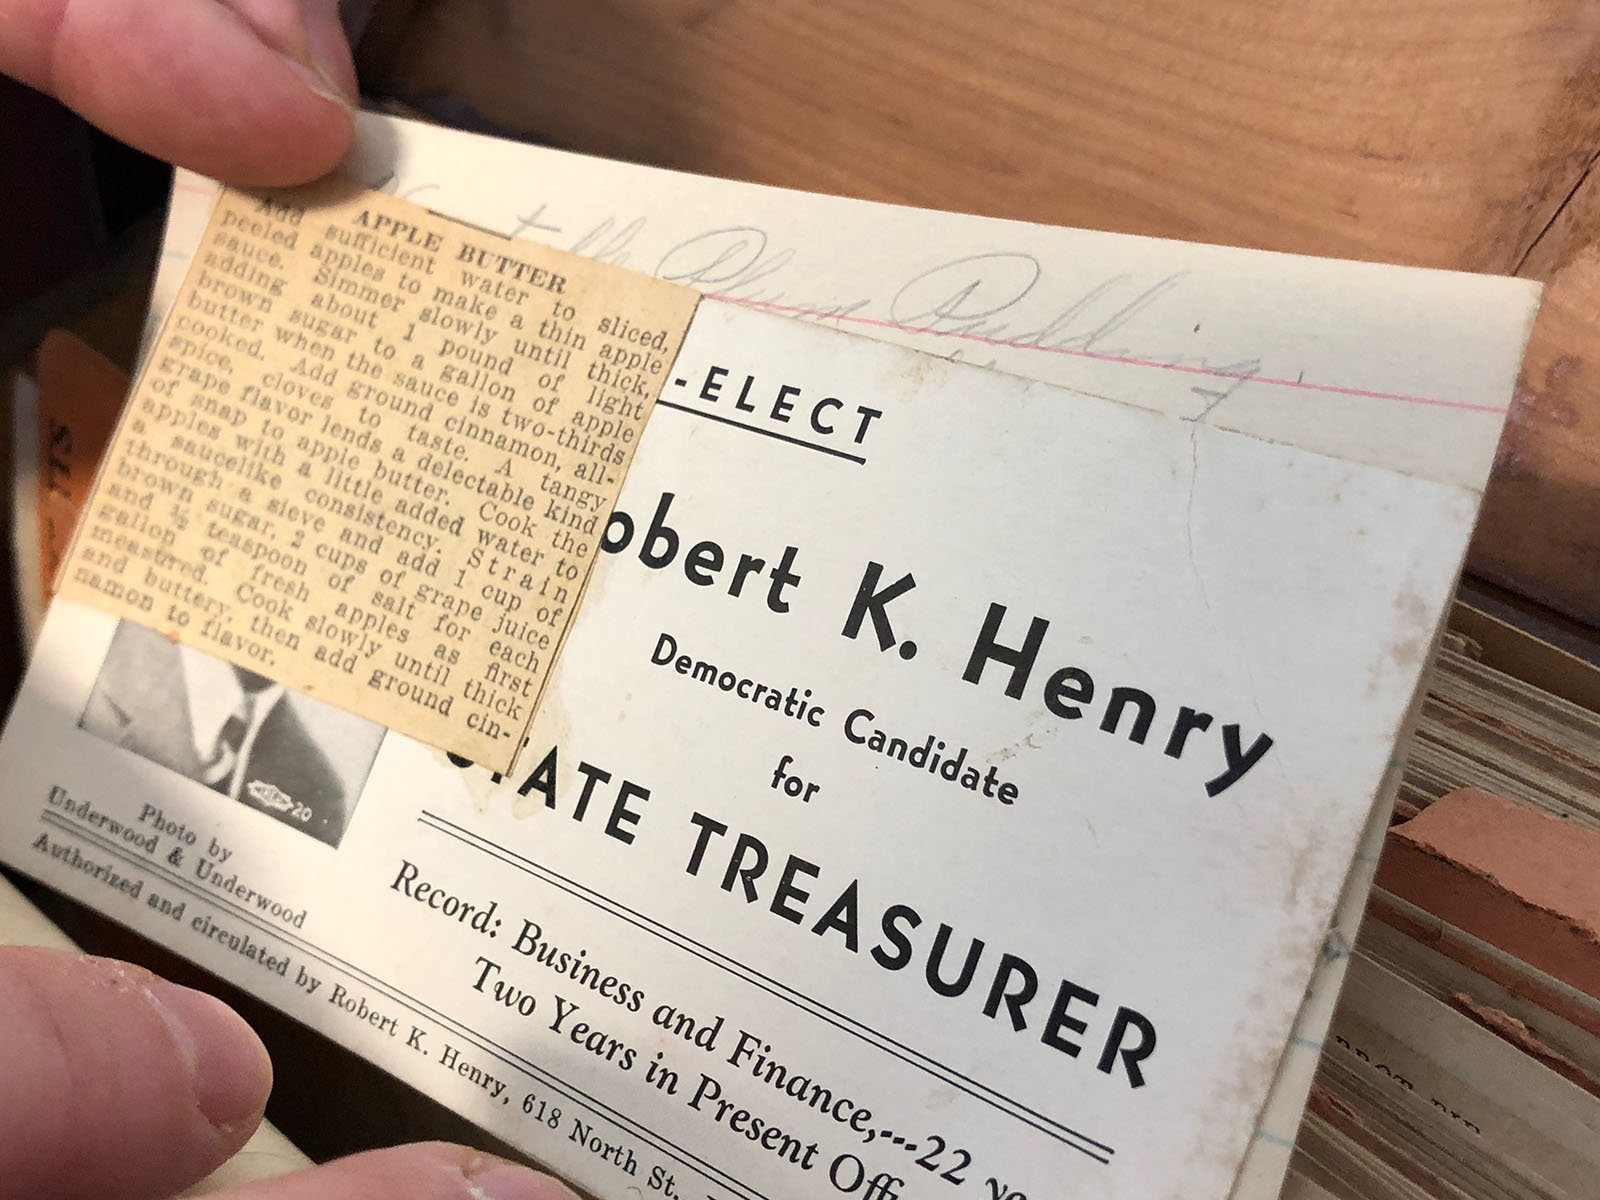 Plum Pudding
APPLE BUTTER
Add sufficient water to sliced,
peeled apples to make a thin apple
sauce. Simmer slowly until thick,
adding about 1 pound of light
brown sugar to a gallon of apple
butter when the sauce is two-thirds
cooked. Add ground cinnamon, all-
spice, cloves to taste. A tangy
grape flavor lends a delectable kind
of snap to apple butter. Cook the
apples with a little added water to
a saucelike consistency. Strain
through a sieve and add 1 cup of
brown sugar, 2 cups of grape juice
and ½ teaspoon of salt for each
gallon of fresh apples as first
measured. Cook slowly until thick
and buttery, then add ground cin-
namon to flavor.
-ELECT
obert K. Henry
Democratic Candidate
for
STATE TREASURER
Record: Business and Finance,---22
Two Years in Present
20
Photo by
Underwood & Underwood
Authorized and circulated by Robert K. Henry, 618 North St.